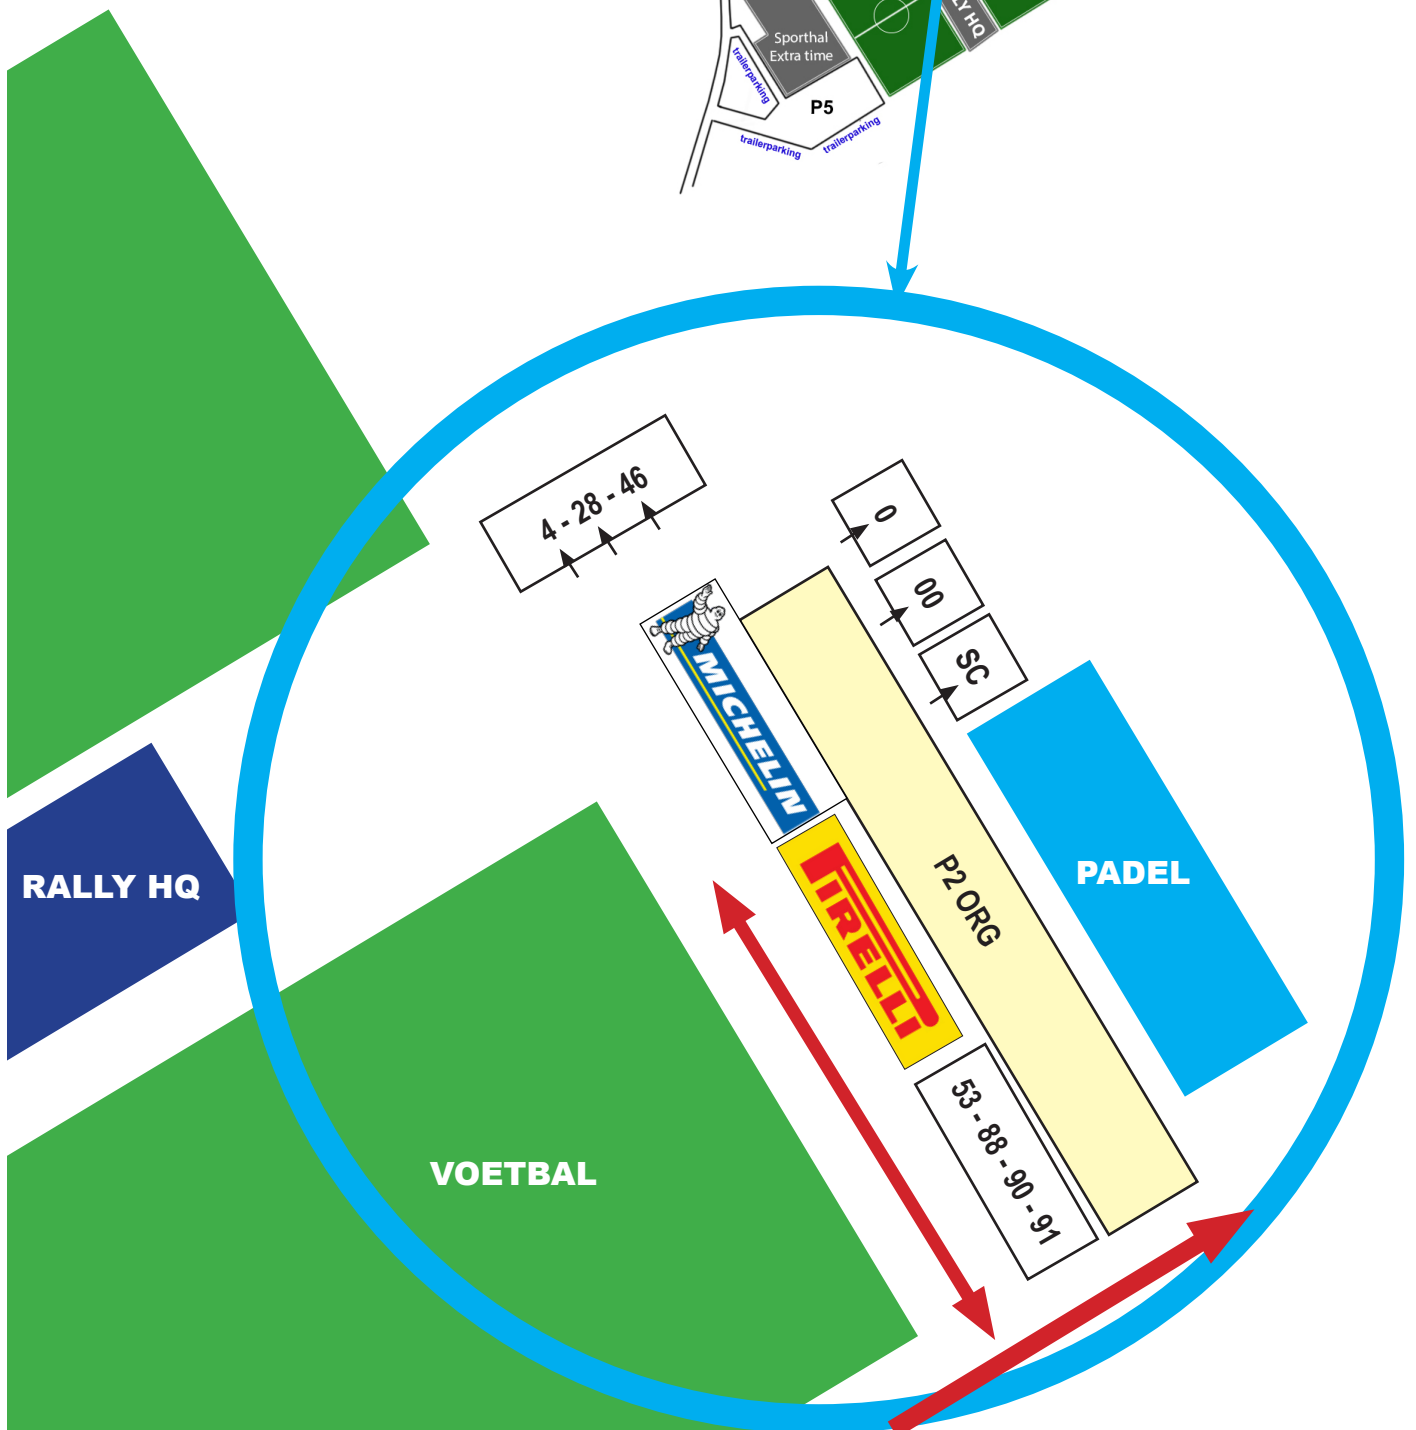 LY HQ
Sporthal
Extra time
trailerparking
P5
trailerparking
trailerparking
4 - 28 - 46
0
00
SC
MICHELIN
PIRELLI
P2 ORG
PADEL
RALLY HQ
53 - 88 - 90 - 91
VOETBAL